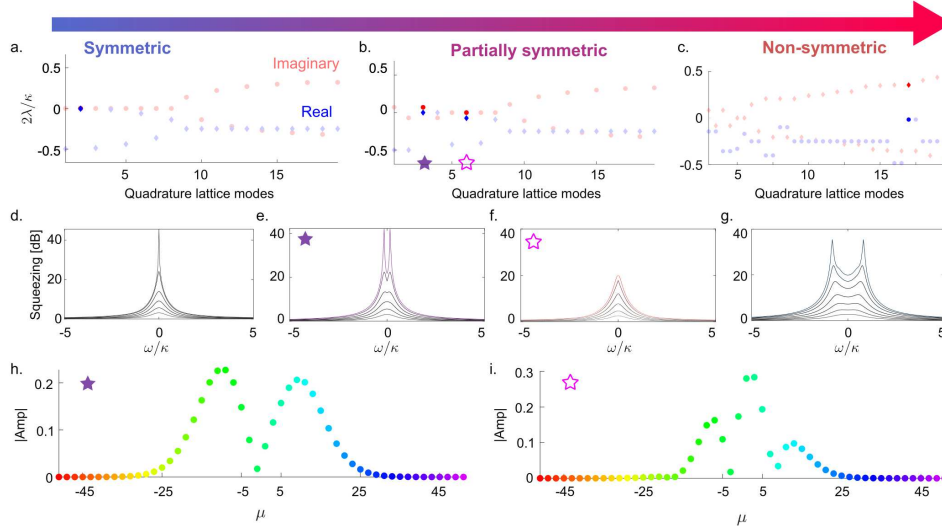 a.
Symmetric
b.
Partially symmetric
c.
Non-symmetric
2λ/κ
0.5
0
-0.5
Imaginary
Real
5
10
15
Quadrature lattice modes
0.5
0
-0.5
5
10
15
Quadrature lattice modes
0.5
0
-0.5
5
10
15
Quadrature lattice modes
d.
e.
f.
g.
Squeezing [dB]
40
20
0
-5
0
5
ω/κ
40
20
0
-5
0
5
ω/κ
40
20
0
-5
0
5
ω/κ
40
20
0
-5
0
5
ω/κ
h.
|Amp|
0.2
0.1
0
-45
-25
-5
5
25
45
μ
i.
|Amp|
0.3
0.2
0.1
0
-45
-25
-5
5
25
45
μ